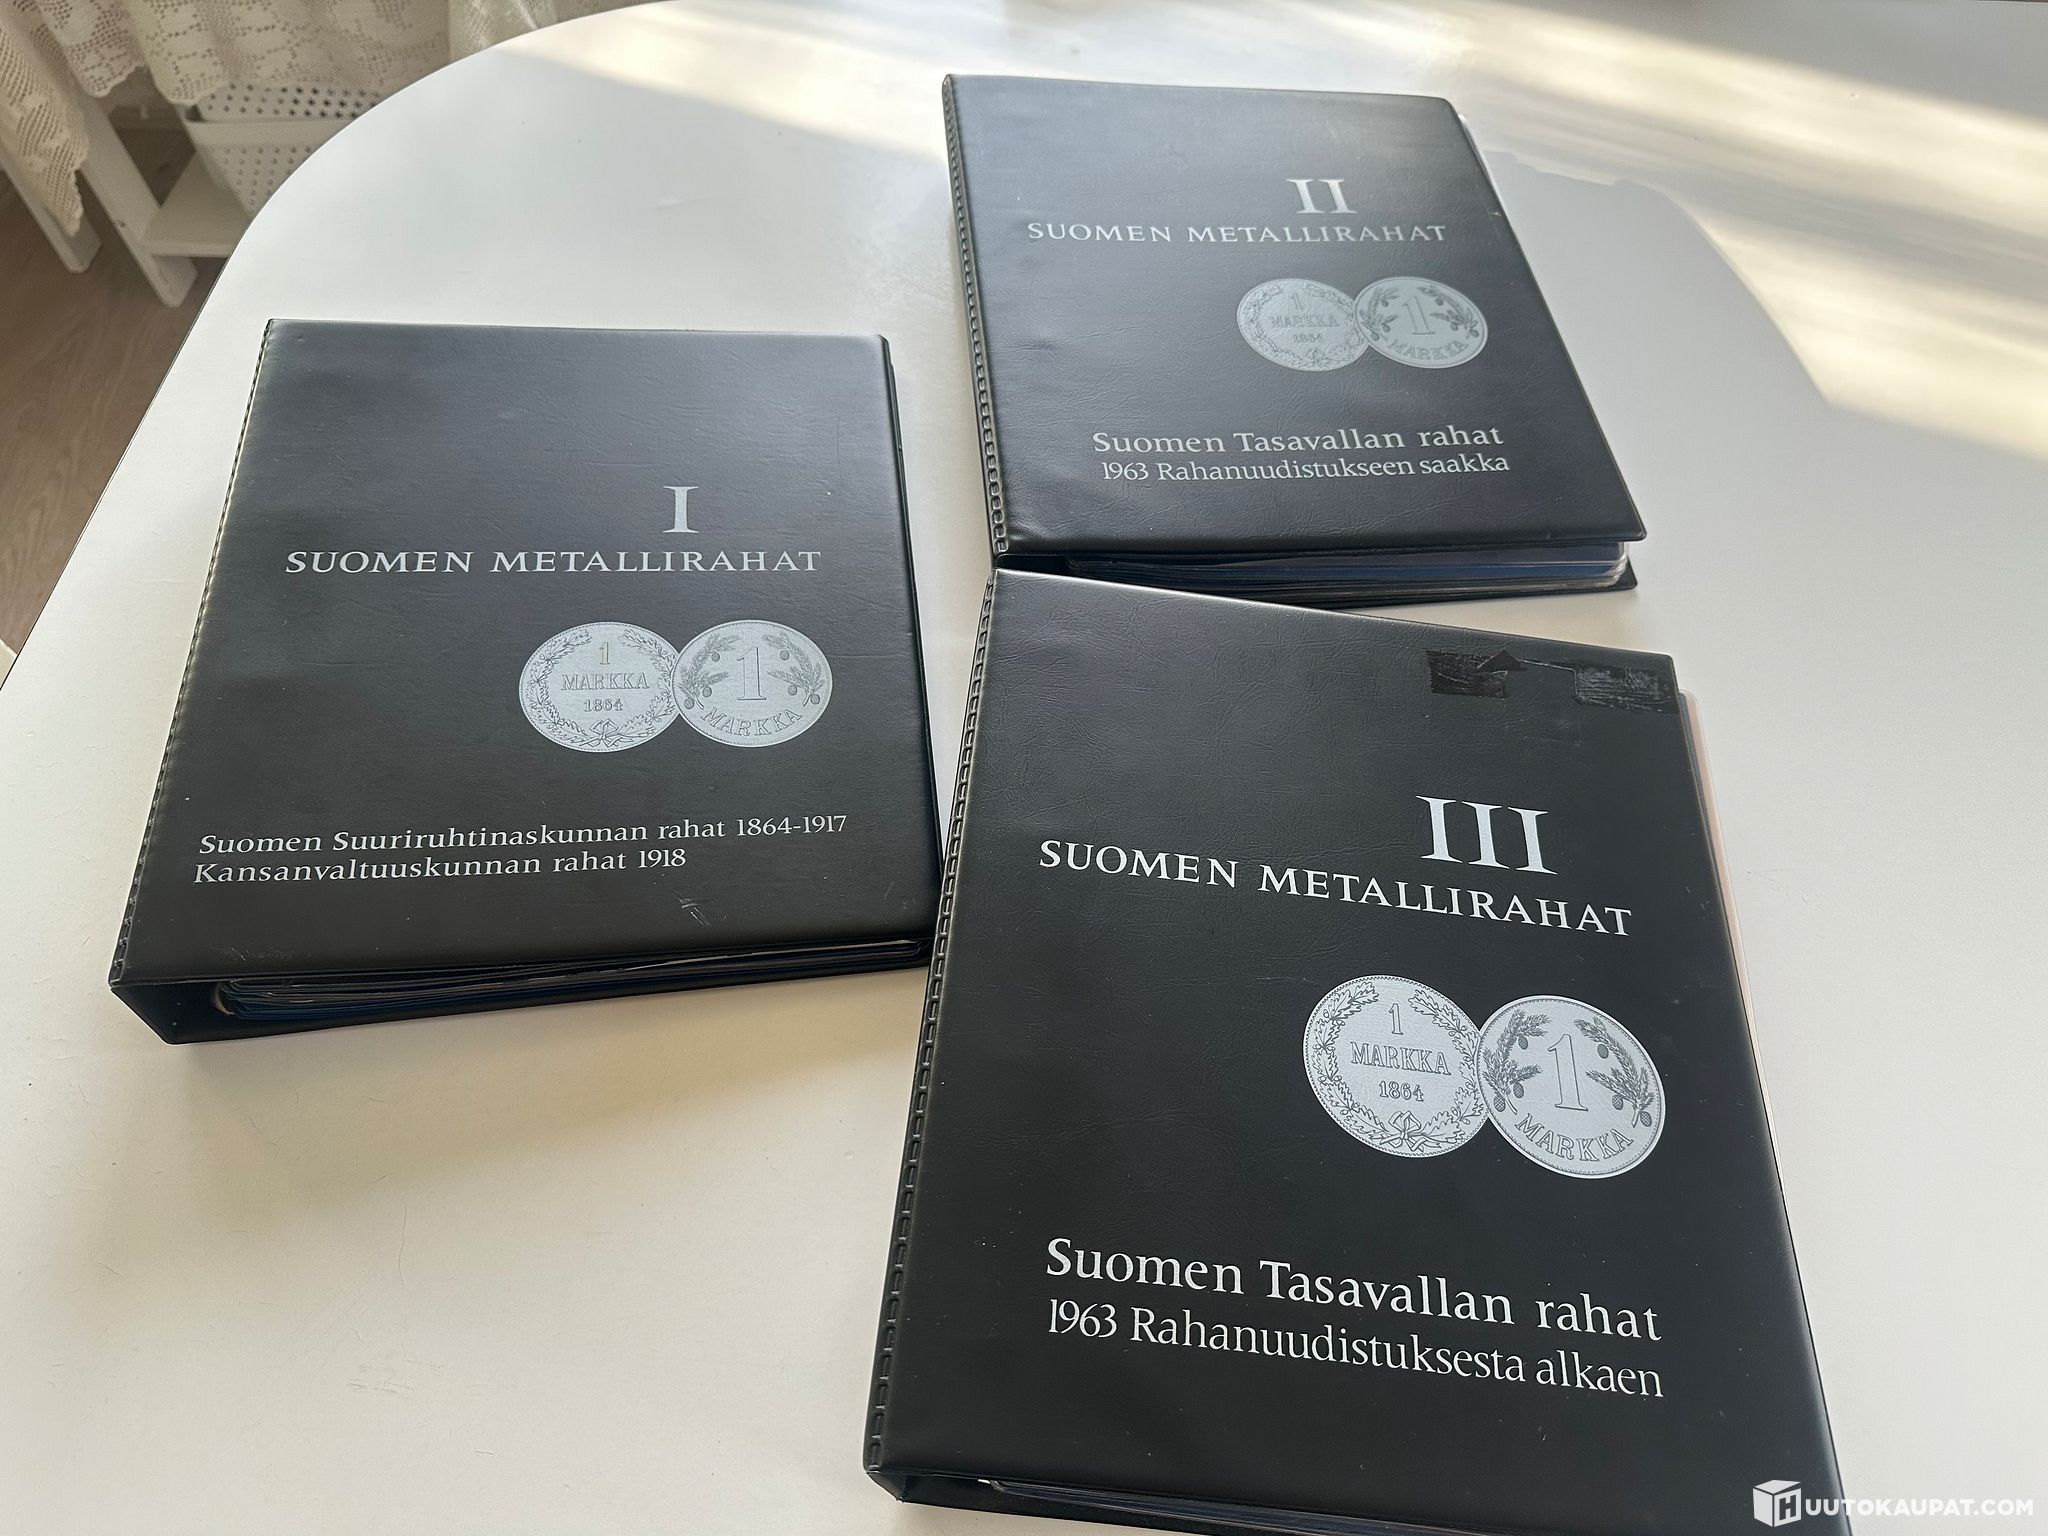 I
SUOMEN METALLIRAHAT
1
MARKKA
1864
1
MARKKA
Suomen Suuriruhtinaskunnan rahat 1864-1917
Kansanvaltuuskunnan rahat 1918
II
SUOMEN METALLIRAHAT
1
MARKKA
1864
1
MARKKA
Suomen Tasavallan rahat
1963 Rahanuudistukseen saakka
III
SUOMEN METALLIRAHAT
1
MARKKA
1864
1
MARKKA
Suomen Tasavallan rahat
1963 Rahanuudistuksesta alkaen
HUUTOKAUPAT.COM